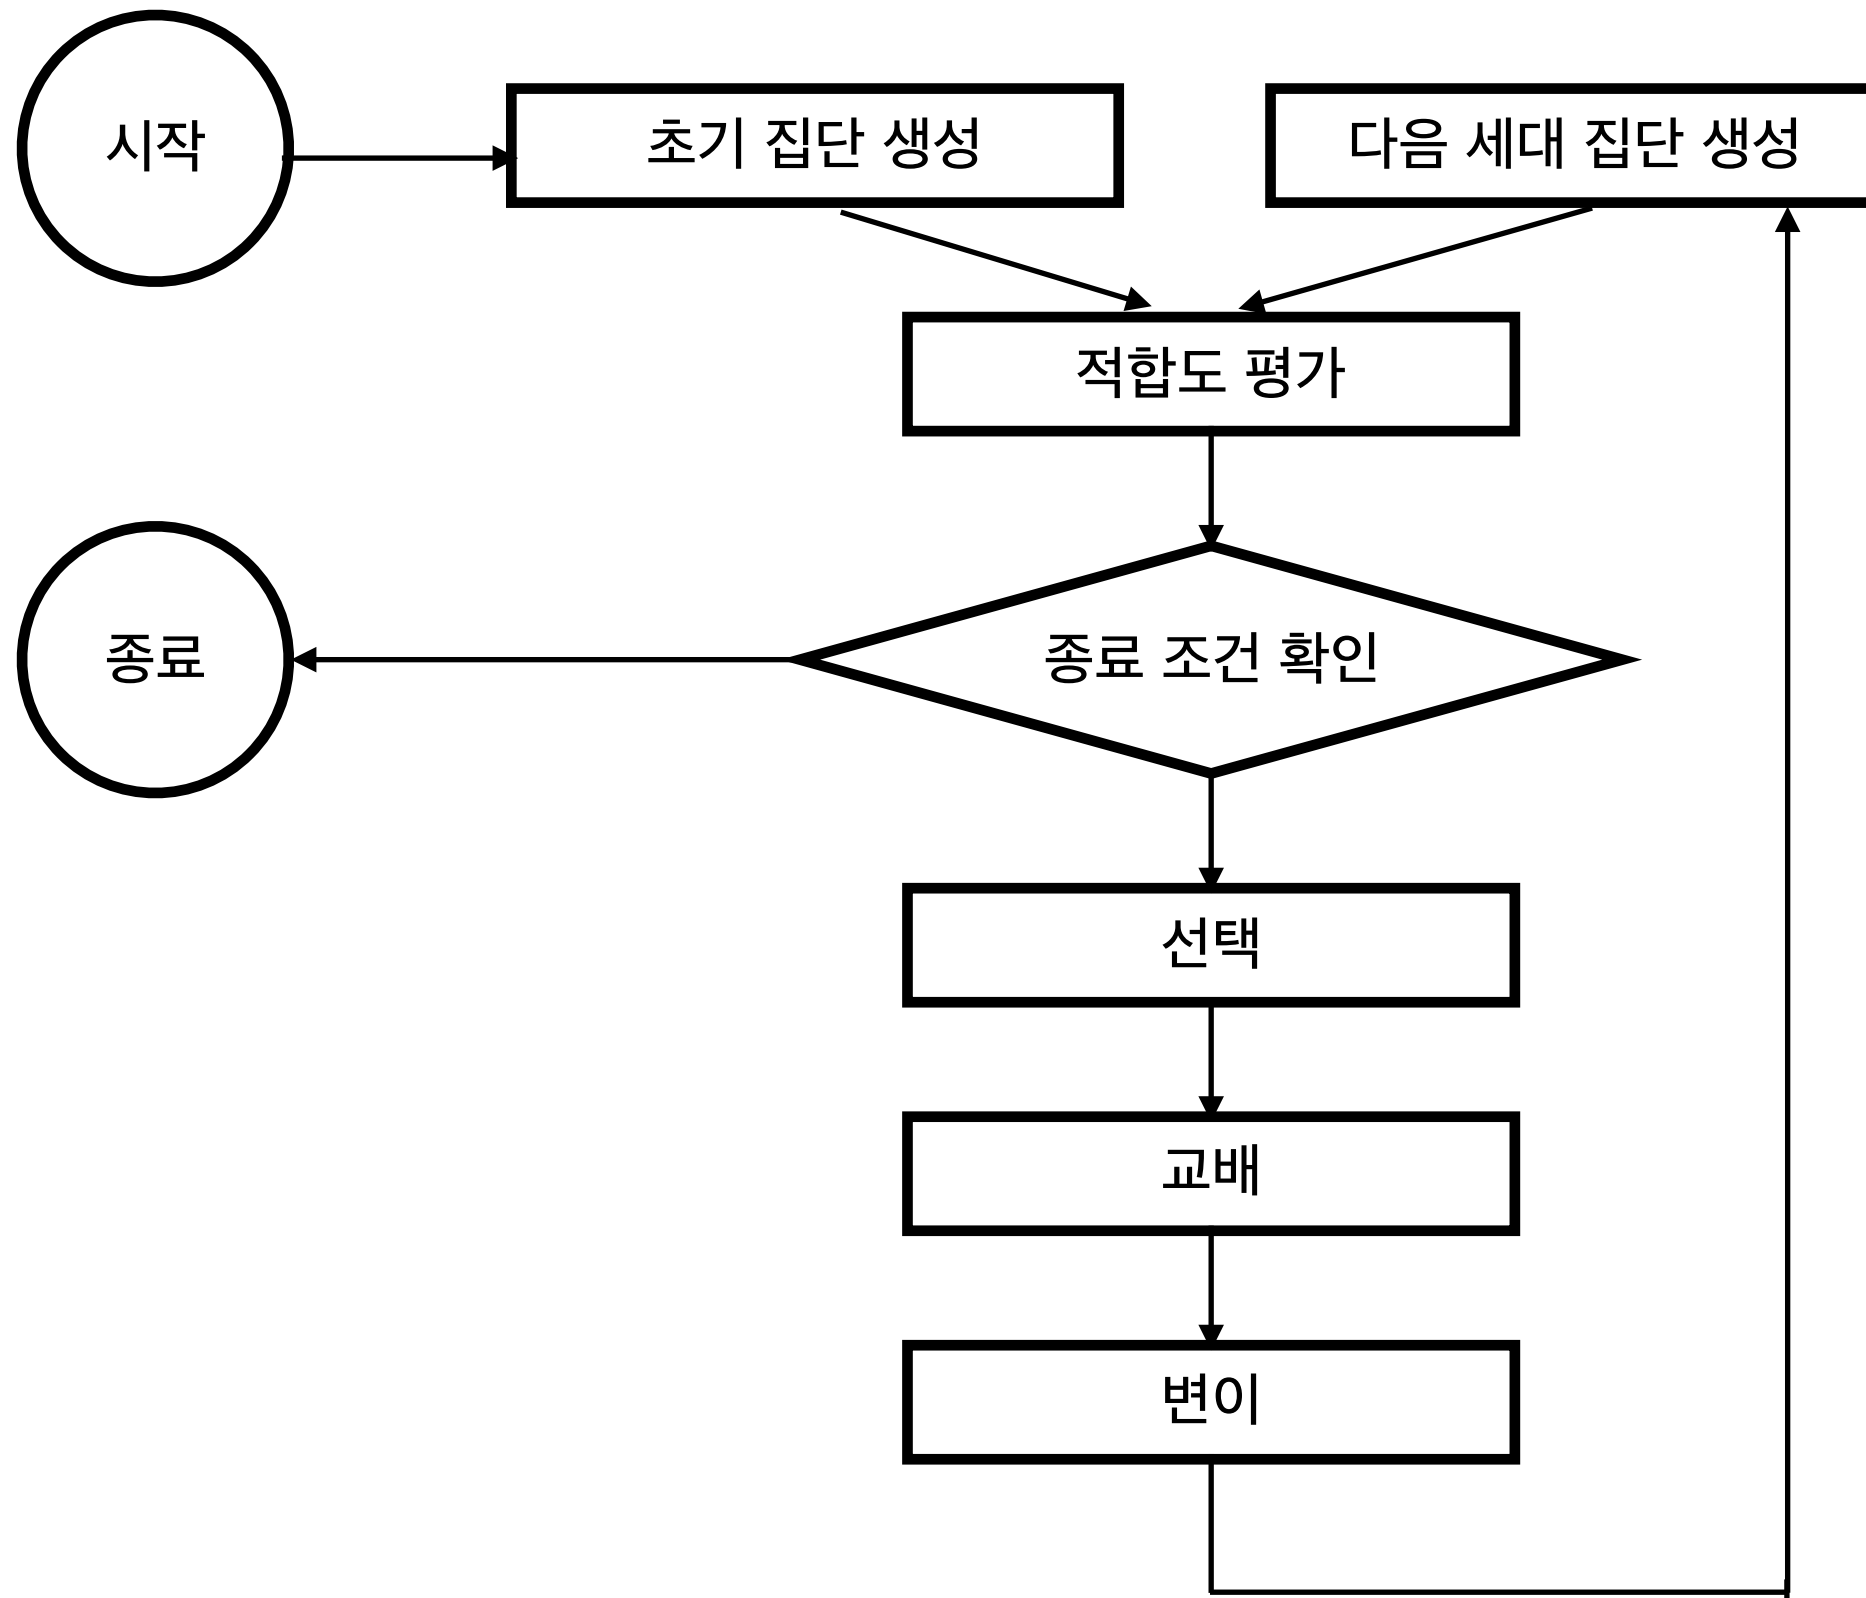 시작
초기 집단 생성
다음 세대 집단 생성
적합도 평가
종료
종료 조건 확인
선택
교배
변이